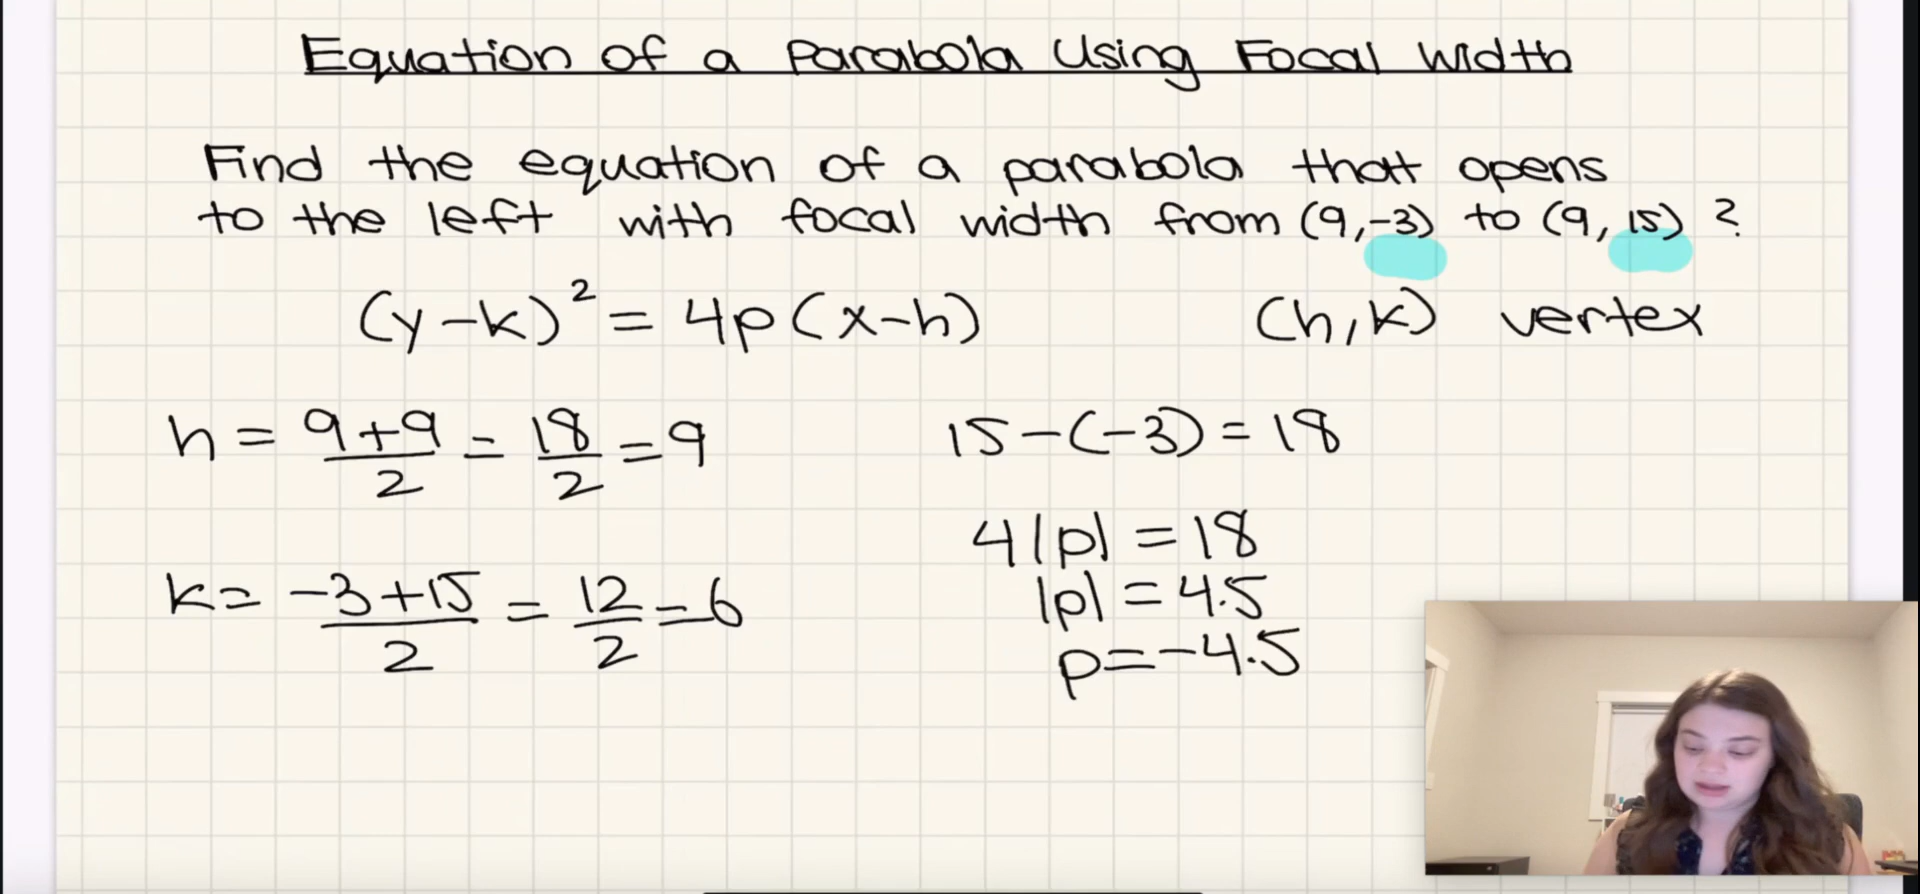 Equation of a Parabola Using Focal Width
Find the equation of a parabola that opens
to the left with focal width from (9,-3) to (9, 15) ?
(y-k)² = 4p(x-h)
(h,k) vertex
h = 9+9/2 = 18/2 = 9
15-(-3) = 18
4|p| = 18
|p| = 4.5
p = -4.5
k = -3+15/2 = 12/2 = 6